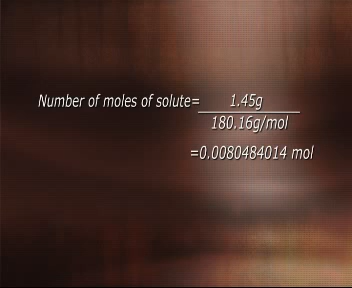 Number of moles of solute= 1.45g
180.16g/mol
=0.0080484014 mol